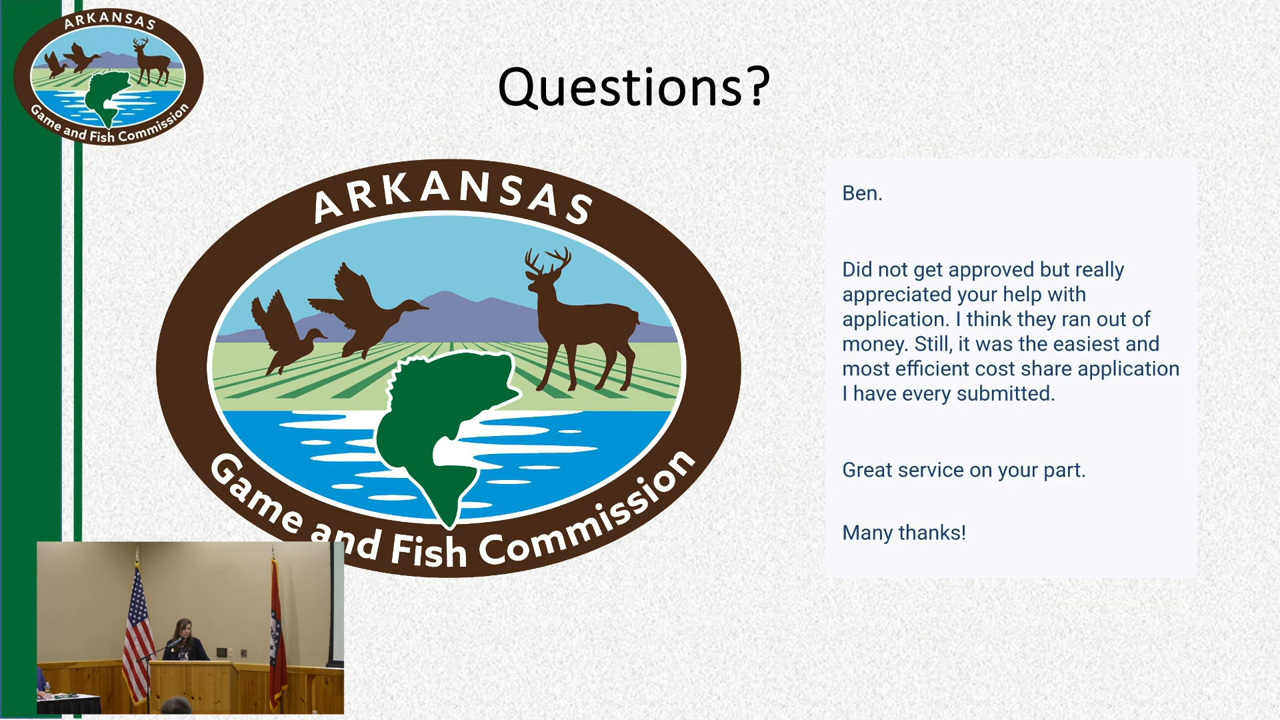 ARKANSAS
Game and Fish Commission
Questions?
ARKANSAS
Game and Fish Commission
Ben.
Did not get approved but really
appreciated your help with
application. I think they ran out of
money. Still, it was the easiest and
most efficient cost share application
I have every submitted.
Great service on your part.
Many thanks!